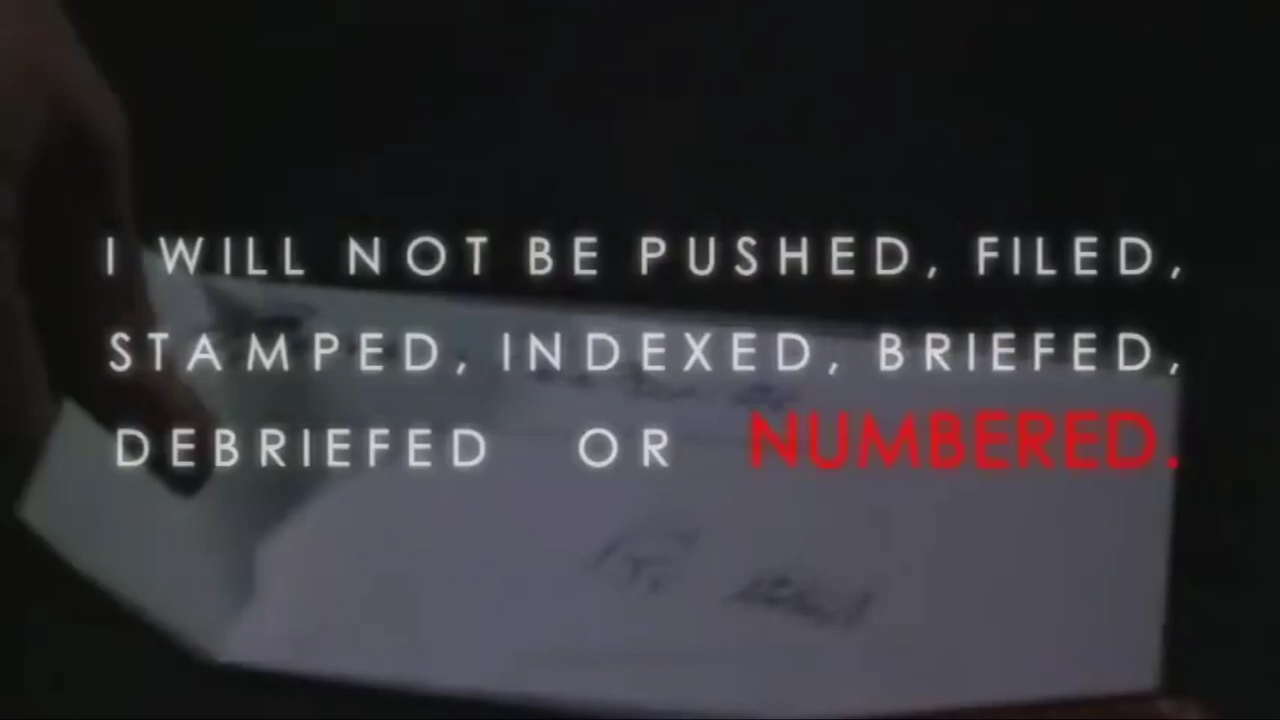 I WILL NOT BE PUSHED, FILED,
STAMPED, INDEXED, BRIEFED,
DEBRIEFED OR NUMBERED.